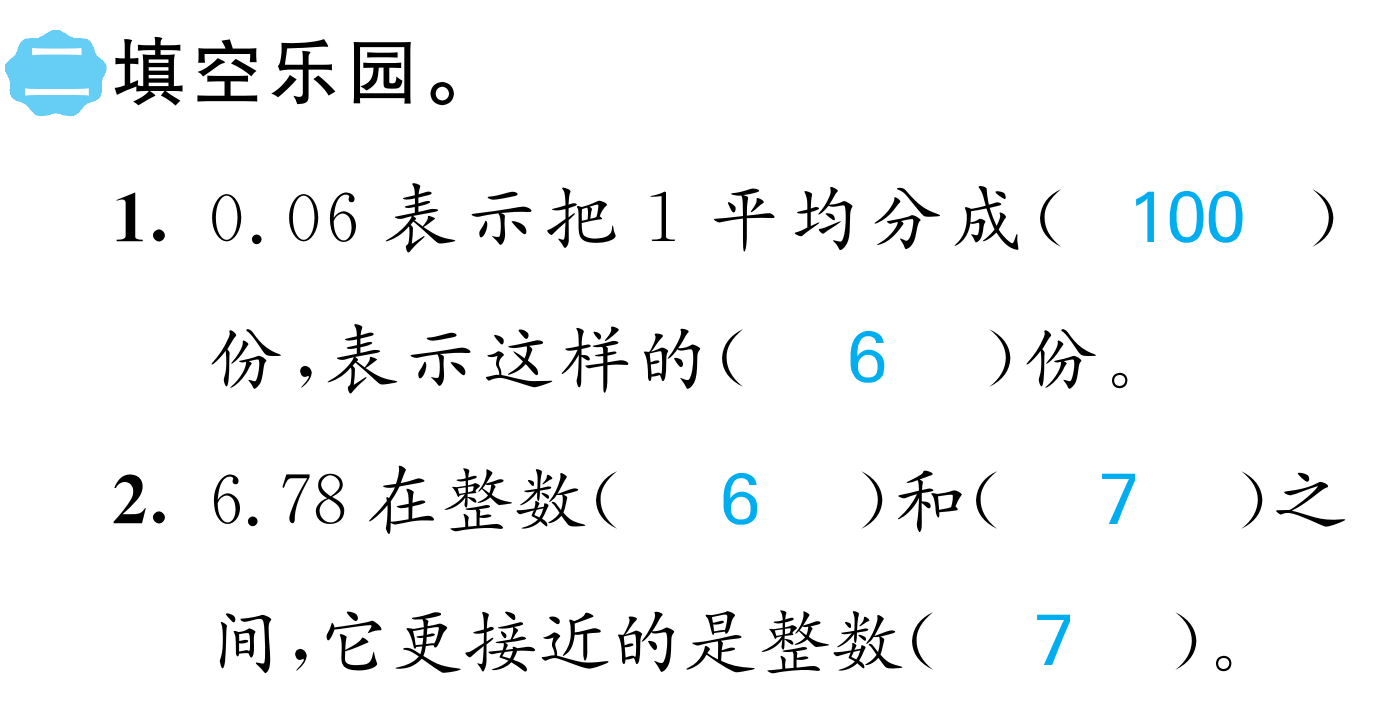 二 填空乐园。
1. 0.06 表示把 1 平均分成( 100 )
份,表示这样的( 6 )份。
2. 6.78 在整数( 6 )和( 7 )之
间,它更接近的是整数( 7 )。